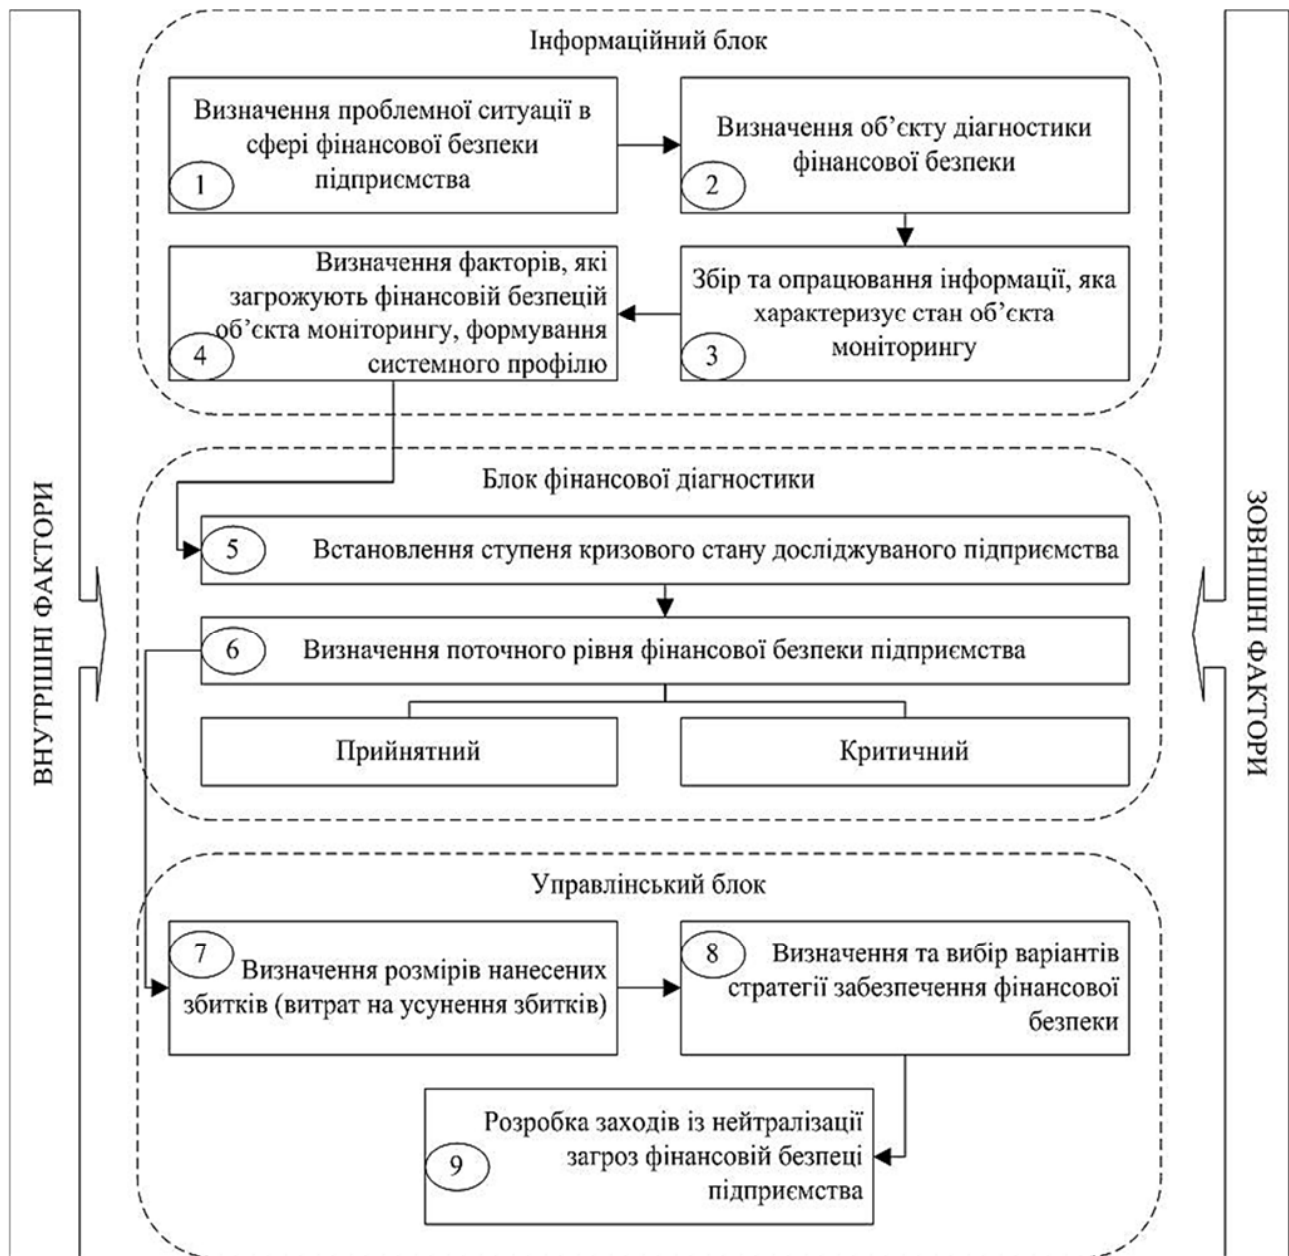 Інформаційний блок
Визначення проблемної ситуації в
сфері фінансової безпеки
підприємства
1
Визначення об’єкту діагностики
фінансової безпеки
2
Визначення факторів, які
загрожують фінансовій безпецій
об’єкта моніторингу, формування
системного профілю
4
Збір та опрацювання інформації, яка
характеризує стан об’єкта
моніторингу
3
ВНУТРІШНІ ФАКТОРИ
ЗОВНІШНІ ФАКТОРИ
Блок фінансової діагностики
5
Встановлення ступеня кризового стану досліджуваного підприємства
6
Визначення поточного рівня фінансової безпеки підприємства
Прийнятний
Критичний
Управлінський блок
7
Визначення розмірів нанесених
збитків (витрат на усунення збитків)
8
Визначення та вибір варіантів
стратегії забезпечення фінансової
безпеки
Розробка заходів із нейтралізації
загроз фінансовій безпеці
підприємства
9